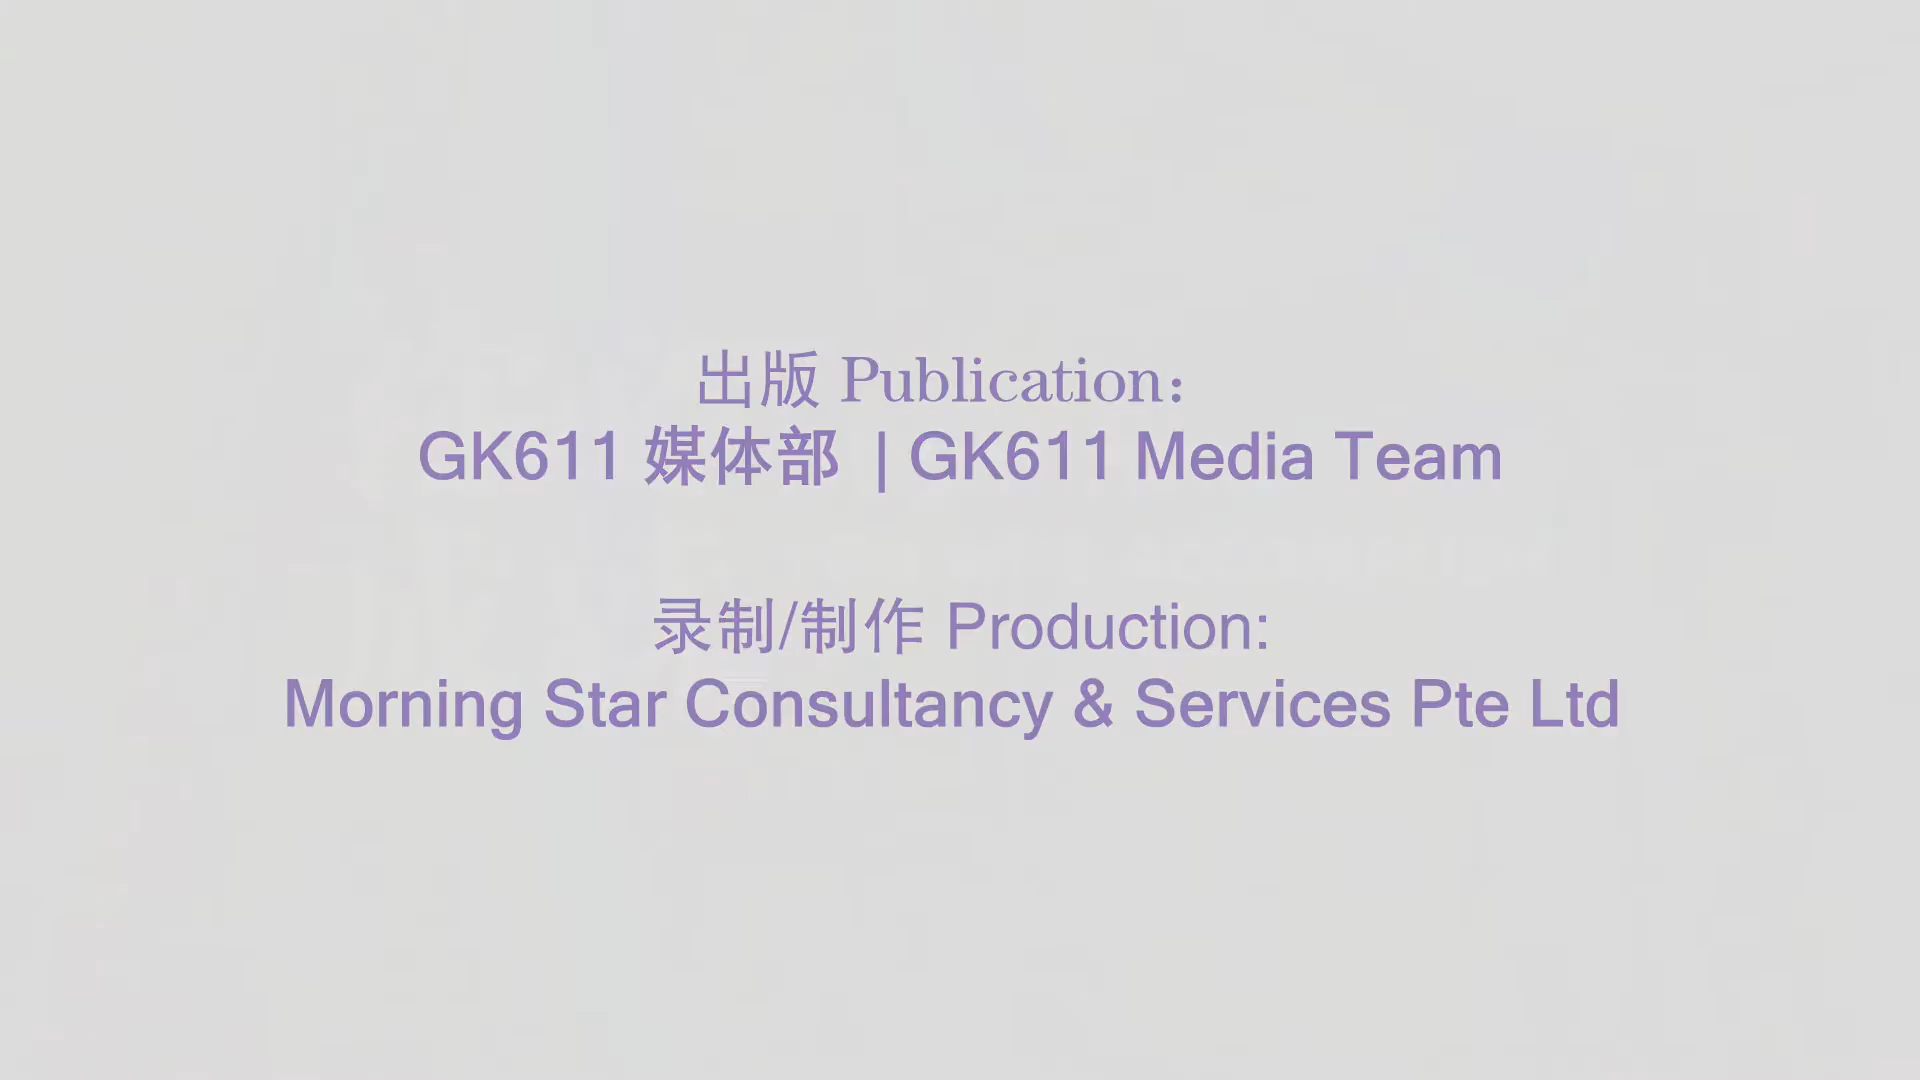 出版 Publication：
GK611 媒体部 | GK611 Media Team
录制/制作 Production:
Morning Star Consultancy & Services Pte Ltd